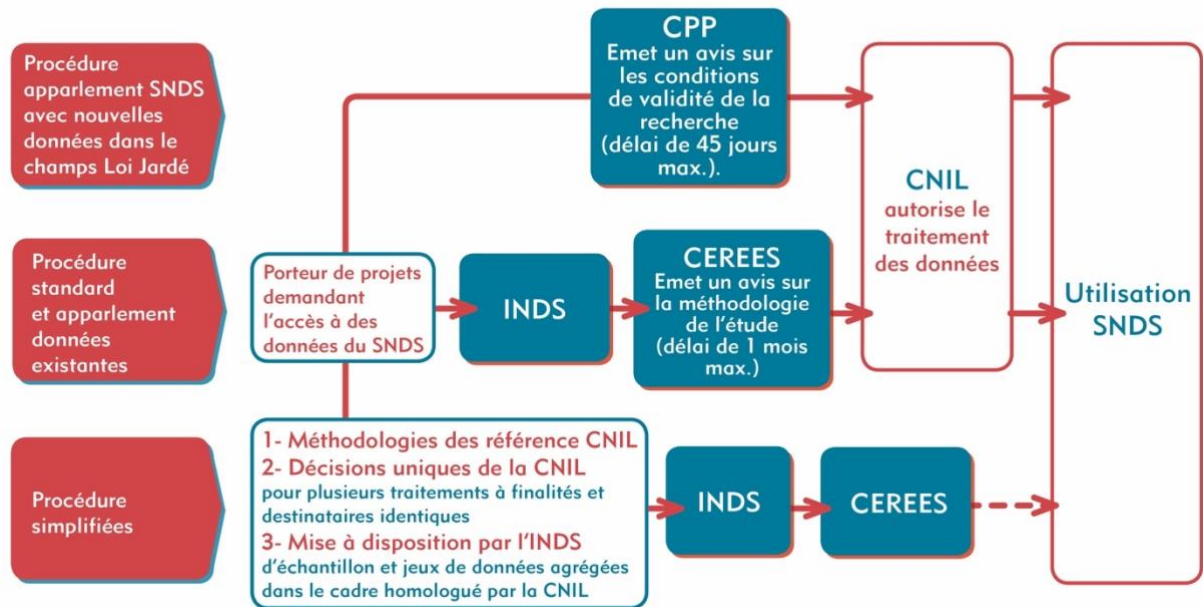 Procédure
apparlement SNDS
avec nouvelles
données dans le
champs Loi Jardé
CPP
Emet un avis sur
les conditions
de validité de la
recherche
(délai de 45 jours
max.).
Procédure
standard
et apparlement
données
existantes
Porteur de projets
demandant
l'accès à des
données du SNDS
INDS
CEREES
Emet un avis sur
la méthodologie
de l'étude
(délai de 1 mois
max.)
CNIL
autorise le
traitement
des données
Utilisation
SNDS
Procédure
simplifiées
1- Méthodologies des référence CNIL
2- Décisions uniques de la CNIL
pour plusieurs traitements à finalités et
destinataires identiques
3- Mise à disposition par l'INDS
d'échantillon et jeux de données agrégées
dans le cadre homologué par la CNIL
INDS
CEREES